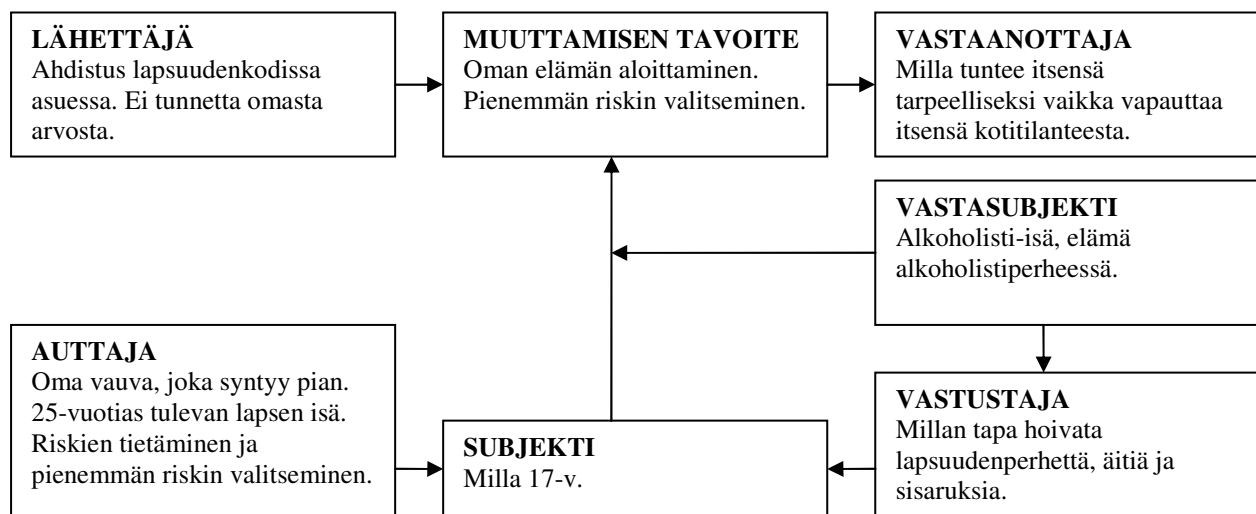 LÄHETTÄJÄ
Ahdistus lapsuudenkodissa
asuessa. Ei tunnetta omasta
arvosta.
MUUTTAMISEN TAVOITE
Oman elämän aloittaminen.
Pienemmän riskin valitseminen.
VASTAANOTTAJA
Milla tuntee itsensä
tarpeelliseksi vaikka vapauttaa
itsensä kotitilanteesta.
VASTASUBJEKTI
Alkoholisti-isä, elämä
alkoholistiperheessä.
AUTTAJA
Oma vauva, joka syntyy pian.
25-vuotias tulevan lapsen isä.
Riskien tietäminen ja
pienemmän riskin valitseminen.
SUBJEKTI
Milla 17-v.
VASTUSTAJA
Millan tapa hoivata
lapsuudenperhettä, äitiä ja
sisaruksia.